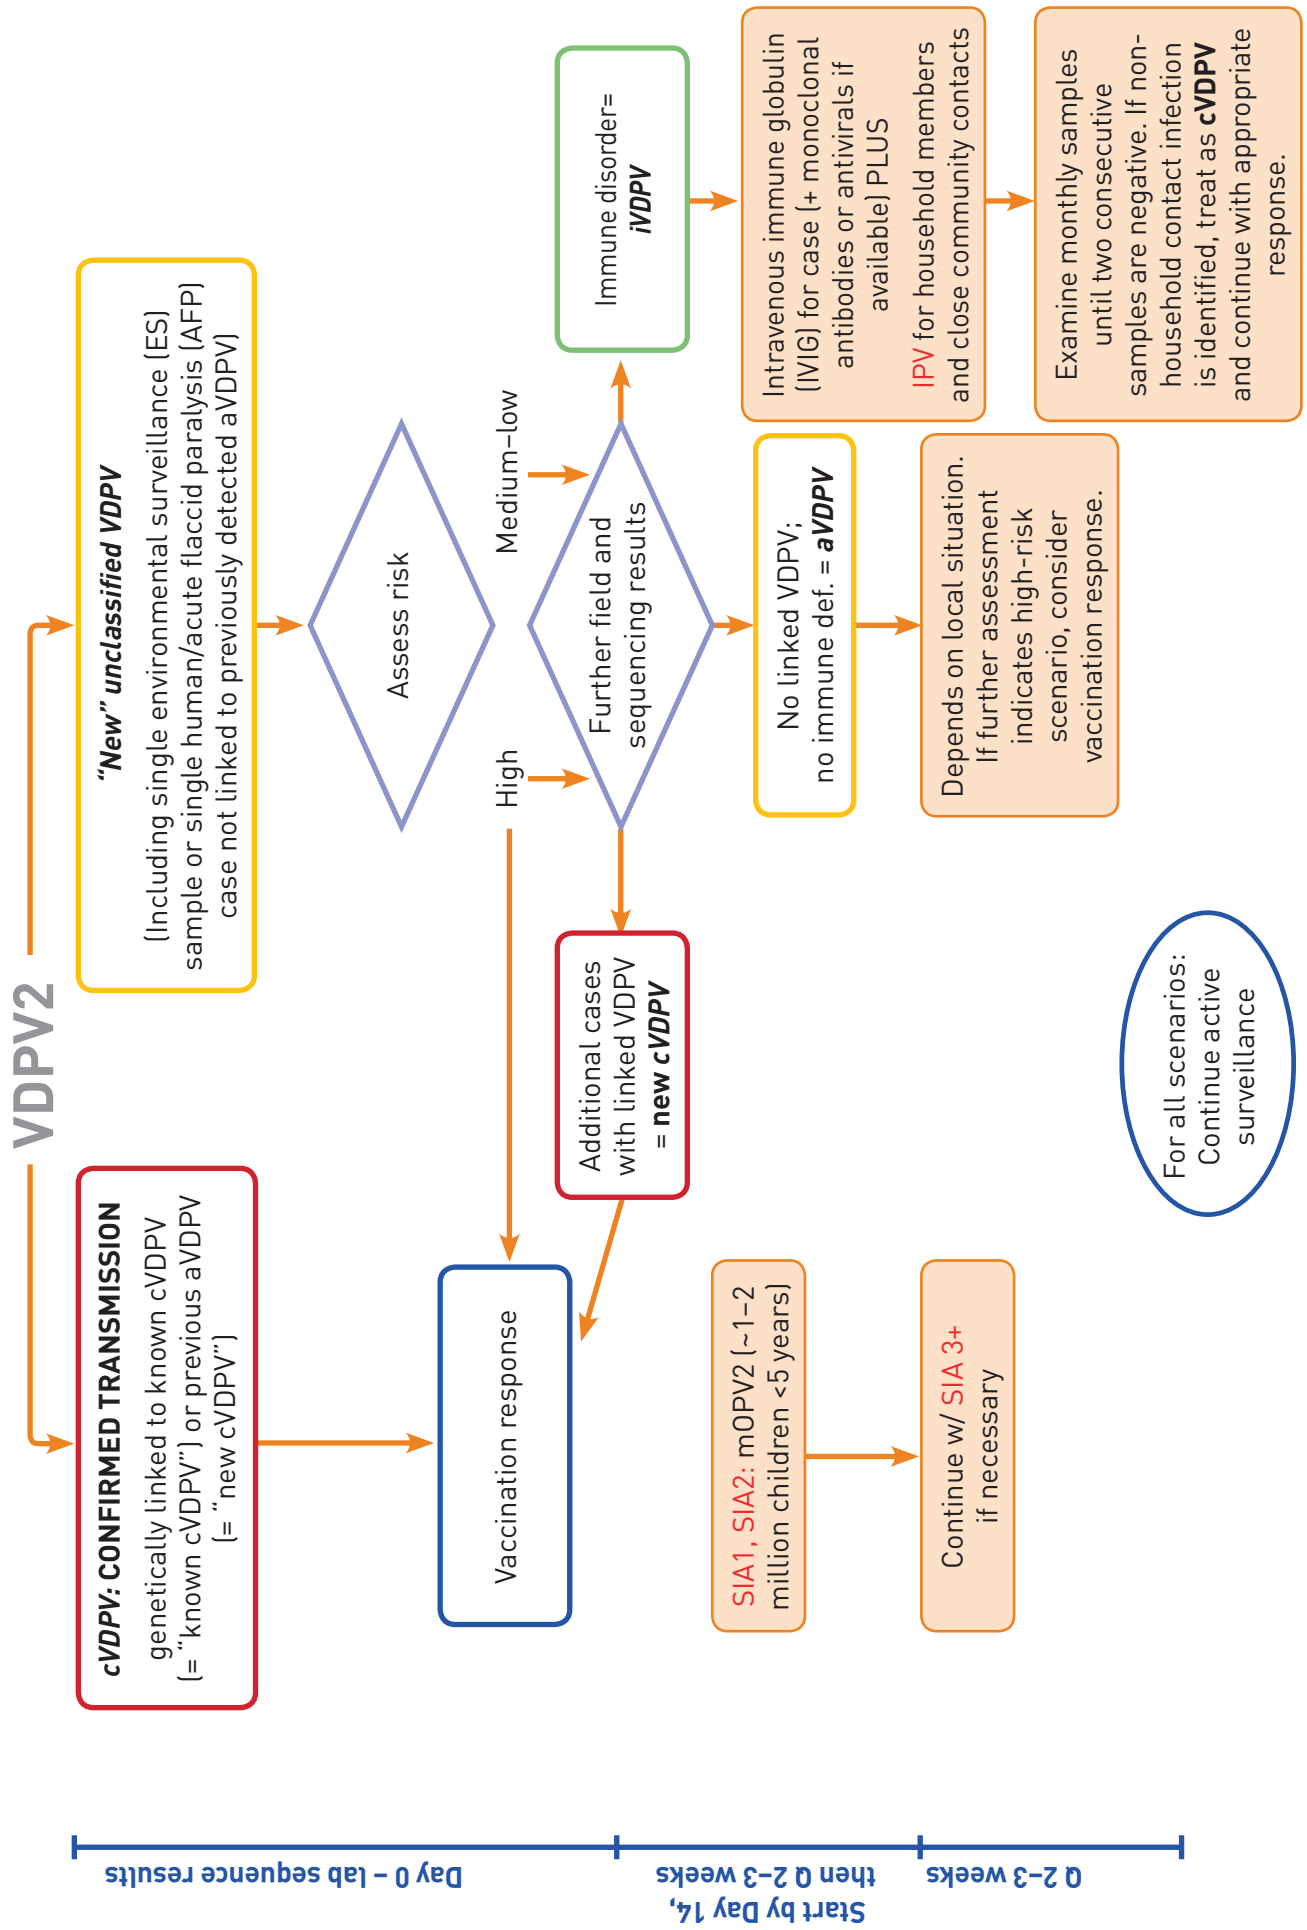 VDPV2
cVDPV: CONFIRMED TRANSMISSION
genetically linked to known cVDPV
(= “known cVDPV”) or previous aVDPV
(= “new cVDPV”)
“New” unclassified VDPV
(Including single environmental surveillance (ES)
sample or single human/acute flaccid paralysis (AFP)
case not linked to previously detected aVDPV)
Assess risk
High
Medium–low
Vaccination response
Further field and
sequencing results
Additional cases
with linked VDPV
= new cVDPV
Immune disorder=
iVDPV
No linked VDPV;
no immune def. = aVDPV
SIA1, SIA2: mOPV2 (~1–2
million children <5 years)
Continue w/ SIA 3+
if necessary
Depends on local situation.
If further assessment
indicates high-risk
scenario, consider
vaccination response.
Intravenous immune globulin
(IVIG) for case (+ monoclonal
antibodies or antivirals if
available) PLUS
IPV for household members
and close community contacts
Examine monthly samples
until two consecutive
samples are negative. If non-
household contact infection
is identified, treat as cVDPV
and continue with appropriate
response.
For all scenarios:
Continue active
surveillance
Day 0 – lab sequence results
Start by Day 14,
then Q 2–3 weeks
Q 2–3 weeks